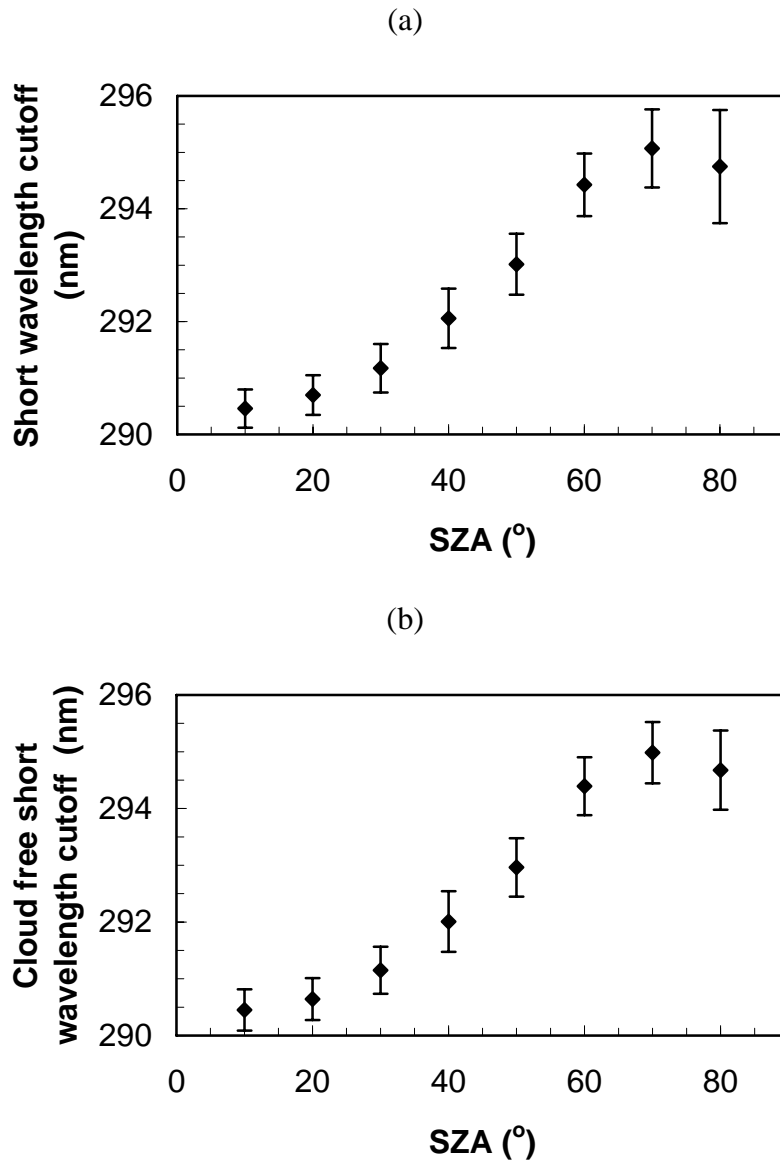 (a)
Short wavelength cutoff
(nm)
296
294
292
290
0 20 40 60 80
SZA (o)
(b)
Cloud free short
wavelength cutoff (nm)
296
294
292
290
0 20 40 60 80
SZA (o)